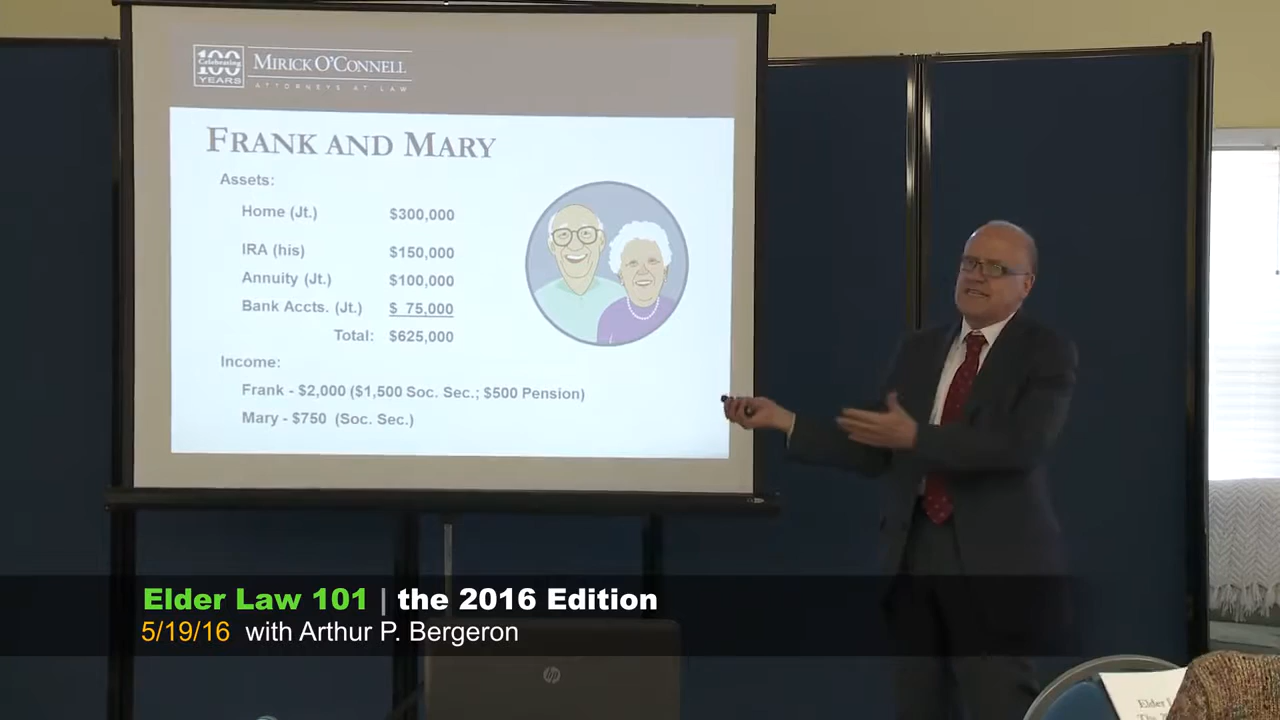 Celebrating
100
YEARS
MIRICK O'CONNELL
ATTORNEYS AT LAW
FRANK AND MARY
Assets:
Home (Jt.) $300,000
IRA (his) $150,000
Annuity (Jt.) $100,000
Bank Accts. (Jt.) $ 75,000
Total: $625,000
Income:
Frank - $2,000 ($1,500 Soc. Sec.; $500 Pension)
Mary - $750 (Soc. Sec.)
Elder Law 101 | the 2016 Edition
5/19/16 with Arthur P. Bergeron
hp
Elder